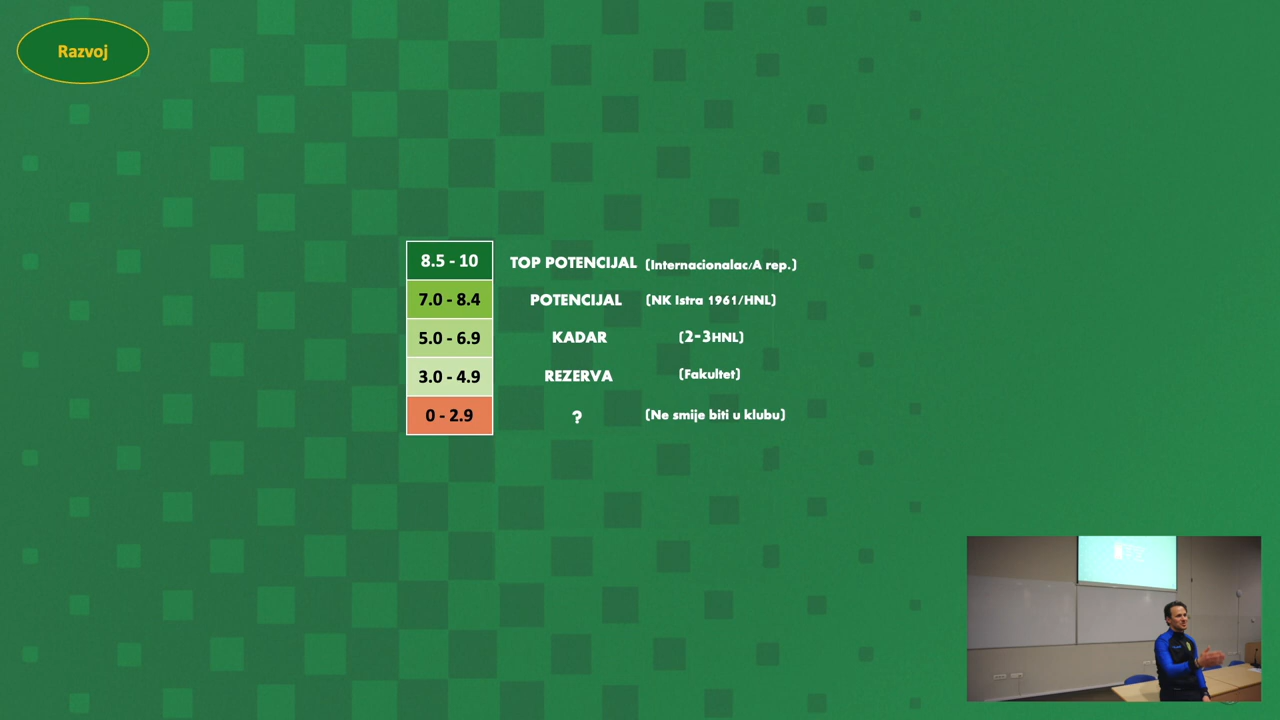 Razvoj
8.5 - 10 TOP POTENCIJAL (Internacionalac/A rep.)
7.0 - 8.4 POTENCIJAL (NK Istra 1961/HNL)
5.0 - 6.9 KADAR (2-3HNL)
3.0 - 4.9 REZERVA (Fakultet)
0 - 2.9 ? (Ne smije biti u klubu)